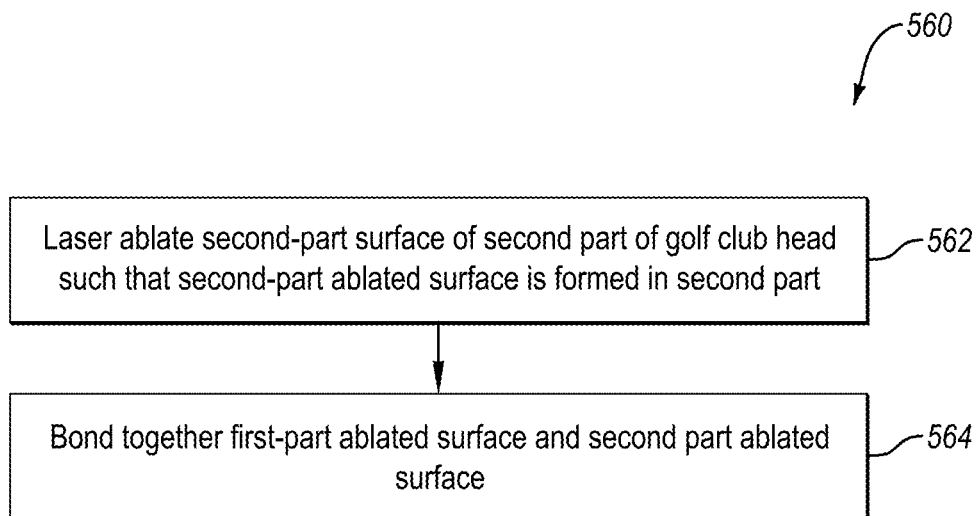 560
Laser ablate second-part surface of second part of golf club head
such that second-part ablated surface is formed in second part
562
Bond together first-part ablated surface and second part ablated
surface
564